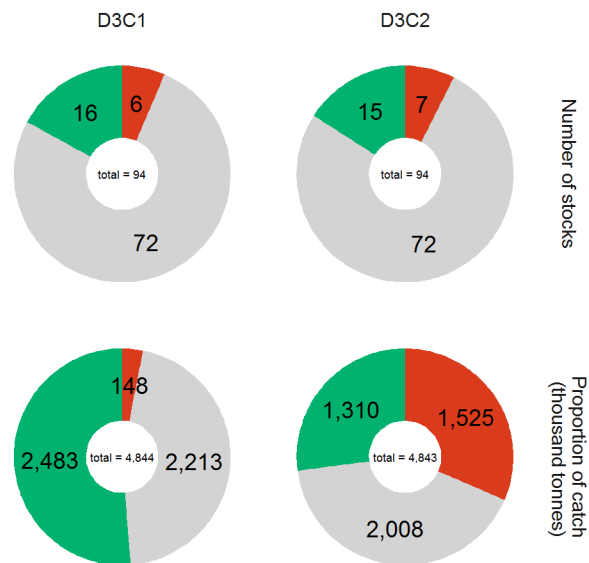 D3C1
D3C2
16
6
total = 94
72
15
7
total = 94
72
Number of stocks
148
2,483
total = 4,844
2,213
1,310
1,525
total = 4,843
2,008
Proportion of catch
(thousand tonnes)